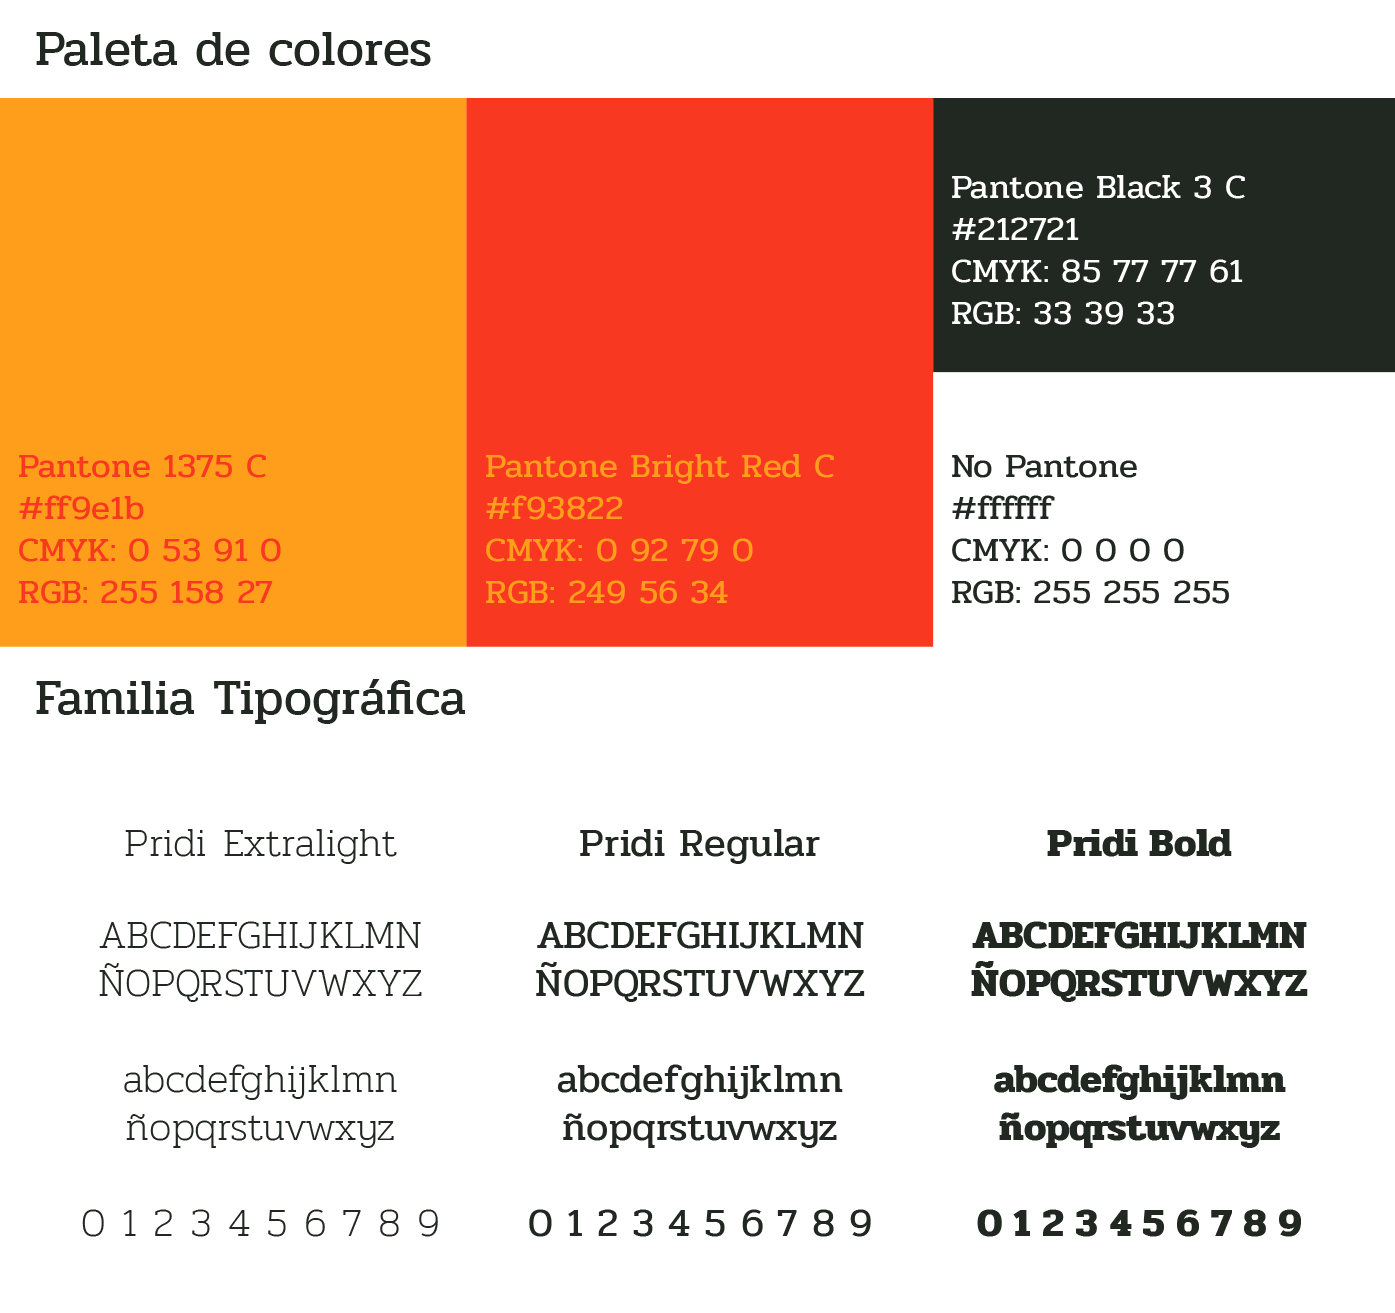 Paleta de colores
Pantone 1375 C
#ff9e1b
CMYK: 0 53 91 0
RGB: 255 158 27
Pantone Bright Red C
#f93822
CMYK: 0 92 79 0
RGB: 249 56 34
Pantone Black 3 C
#212721
CMYK: 85 77 77 61
RGB: 33 39 33
No Pantone
#ffffff
CMYK: 0 0 0 0
RGB: 255 255 255
Familia Tipográfica
Pridi Extralight
ABCDEFGHIJKLMN
ÑOPQRSTUVWXYZ
abcdefghijklmn
ñopqrstuvwxyz
0 1 2 3 4 5 6 7 8 9
Pridi Regular
ABCDEFGHIJKLMN
ÑOPQRSTUVWXYZ
abcdefghijklmn
ñopqrstuvwxyz
0 1 2 3 4 5 6 7 8 9
Pridi Bold
ABCDEFGHIJKLMN
ÑOPQRSTUVWXYZ
abcdefghijklmn
ñopqrstuvwxyz
0 1 2 3 4 5 6 7 8 9